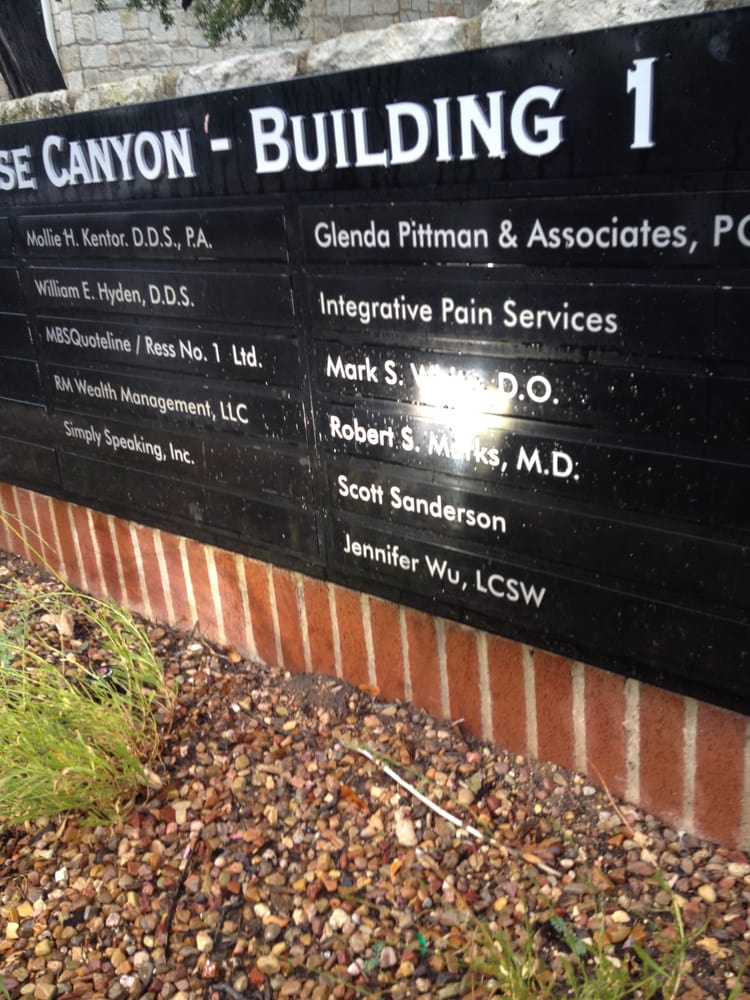 SE CANYON - BUILDING 1
Mollie H. Kentor. D.D.S., P.A.
William E. Hyden, D.D.S.
MBSQuoteline / Ress No. 1 Ltd.
RM Wealth Management, LLC
Simply Speaking, Inc.
Glenda Pittman & Associates, PC
Integrative Pain Services
Mark S. D.O.
Robert S. Marks, M.D.
Scott Sanderson
Jennifer Wu, LCSW